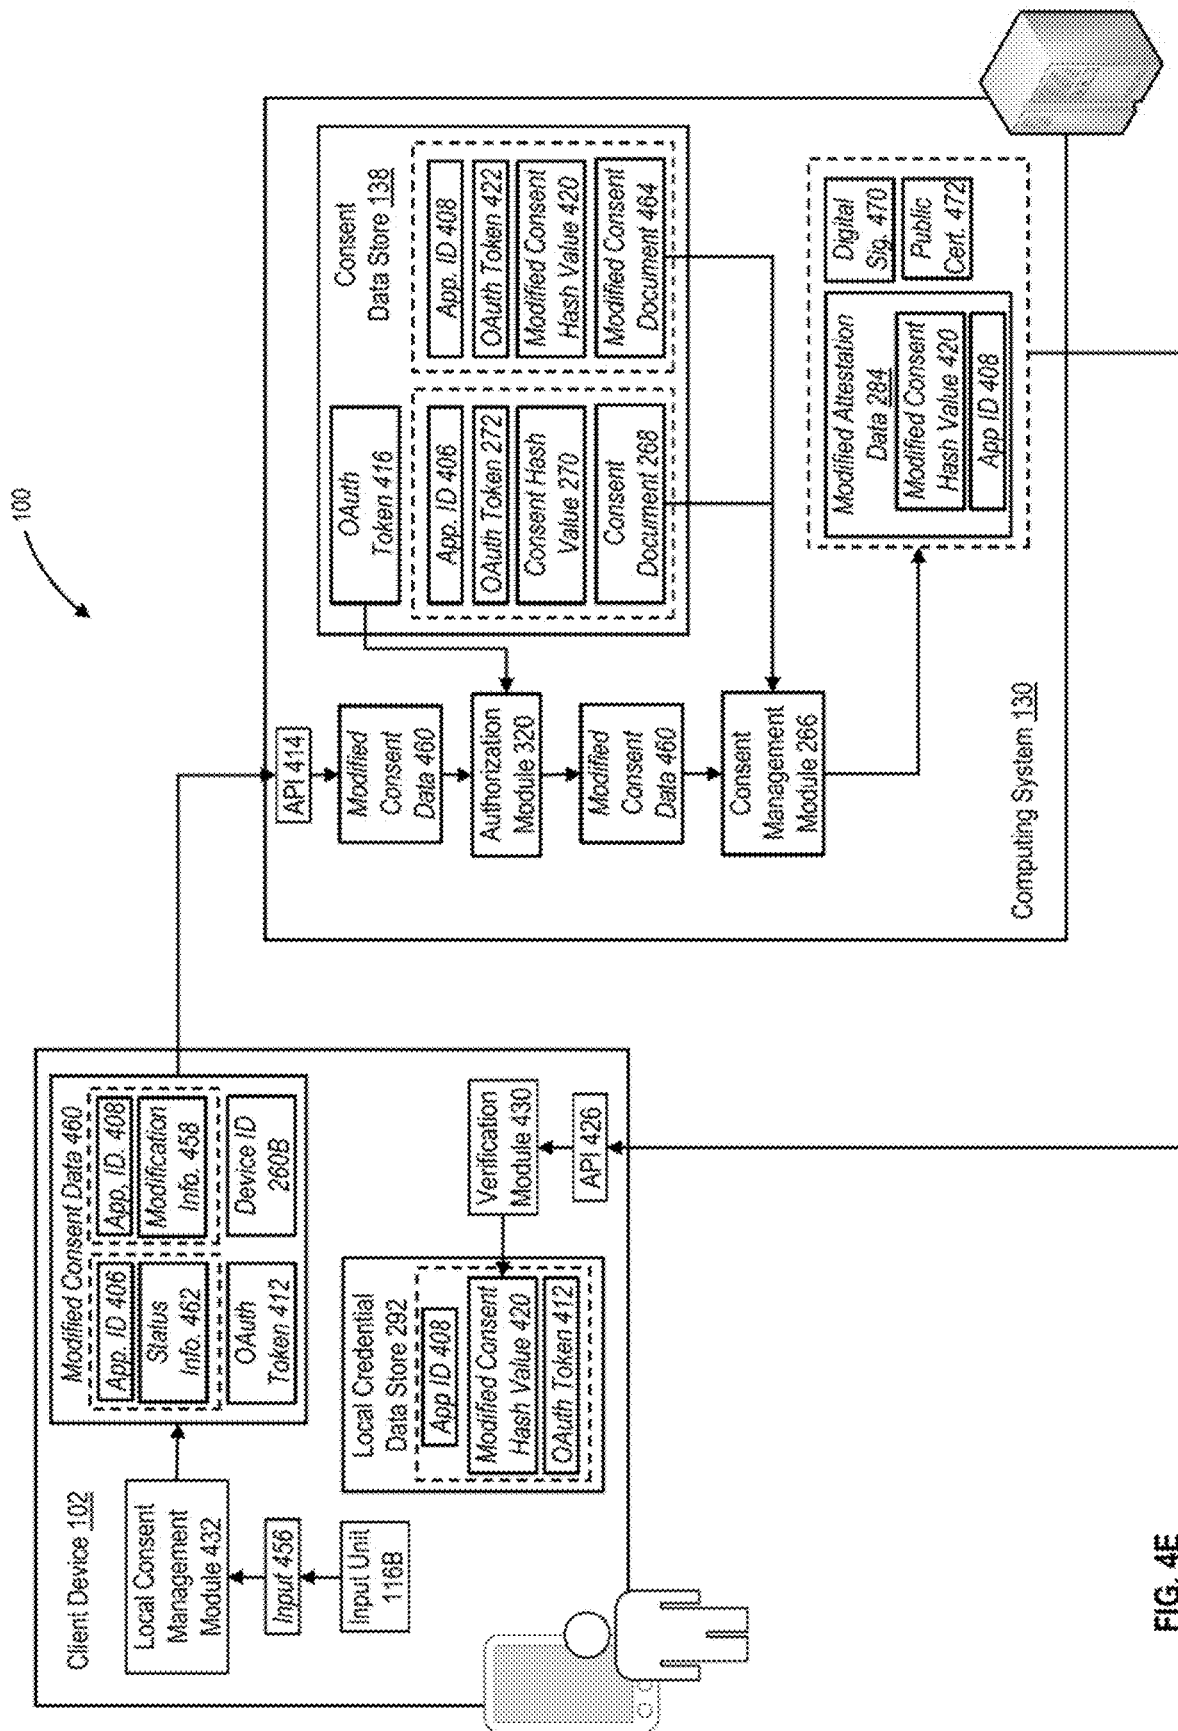 100
Client Device 102
Local Consent
Management
Module 432
Input 456
Input Unit
116B
Modified Consent Data 460
App. ID 406
Status
Info. 462
App. ID. 408
Modification
Info. 458
OAuth
Token 412
Device ID
260B
Local Credential
Data Store 292
App ID 408
Modified Consent
Hash Value 420
OAuth Token 412
Verification
Module 430
API 426
API 414
Modified
Consent
Data 460
Authorization
Module 320
Modified
Consent
Data 460
Consent
Management
Module 266
Computing System 130
OAuth
Token 416
Consent
Data Store 138
App. ID 406
OAuth Token 272
Consent Hash
Value 270
Consent
Document 268
App. ID 408
OAuth Token 422
Modified Consent
Hash Value 420
Modified Consent
Document 464
Modified Attestation
Data 284
Modified Consent
Hash Value 420
App ID 408
Digital
Sig. 470
Public
Cert. 472
FIG. 4E